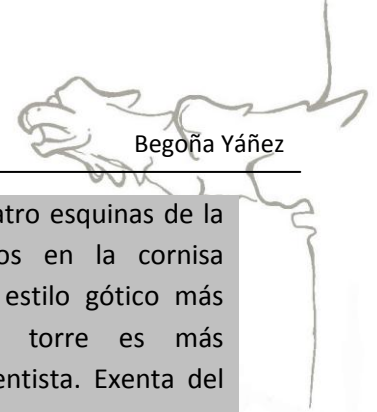 Begoña Yáñez
atro esquinas de la
os en la cornisa
estilo gótico más
torre es más
entista. Exenta del